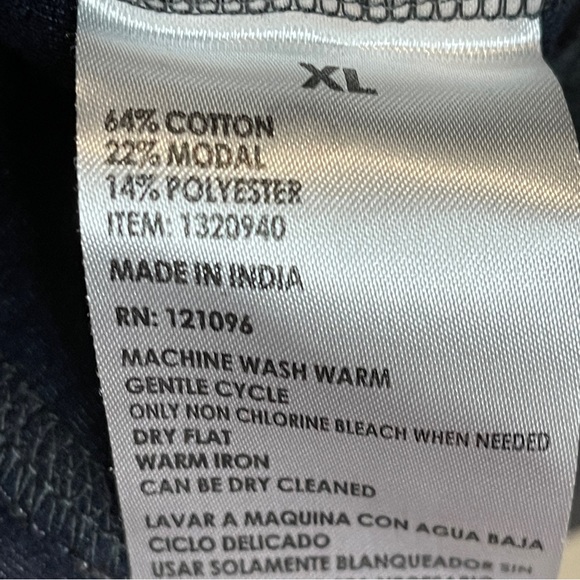 XL
64% COTTON
22% MODAL
14% POLYESTER
ITEM: 1320940
MADE IN INDIA
RN: 121096
MACHINE WASH WARM
GENTLE CYCLE
ONLY NON CHLORINE BLEACH WHEN NEEDED
DRY FLAT
WARM IRON
CAN BE DRY CLEANED
LAVAR A MAQUINA CON AGUA BAJA
CICLO DELICADO
USAR SOLAMENTE BLANQUEADOR SIN